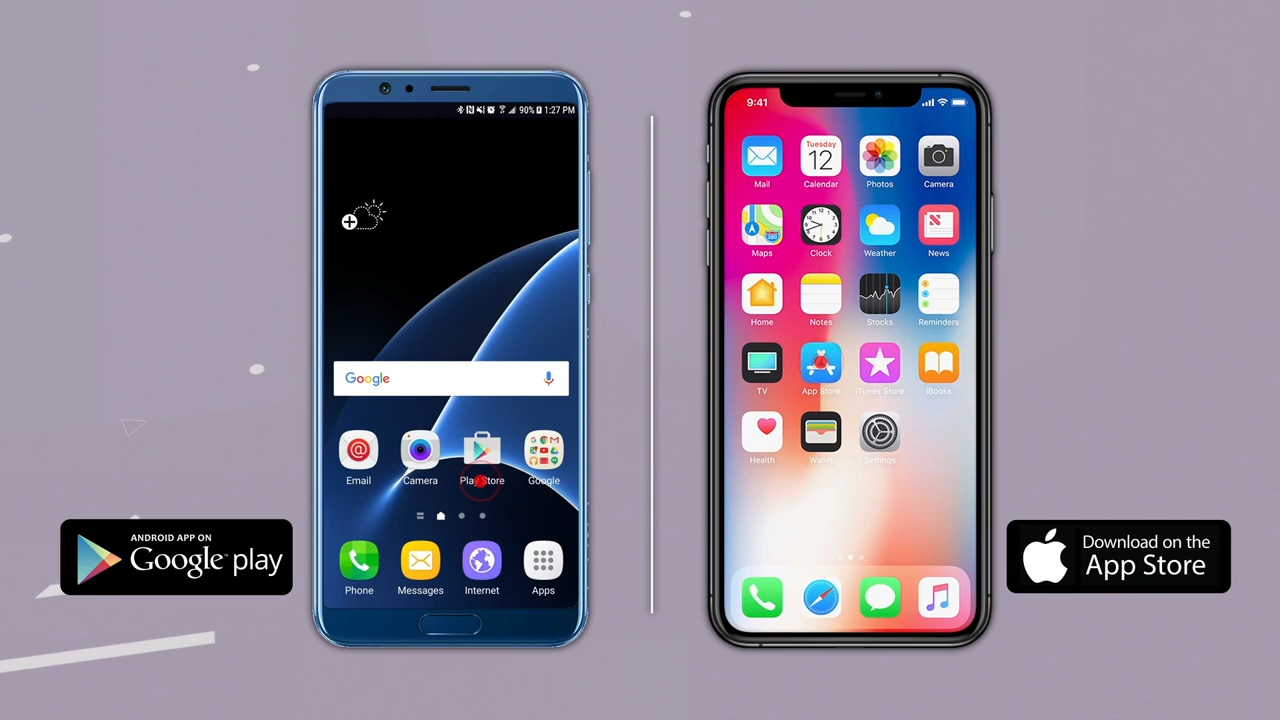 90% 1:27 PM
Google
Email
Camera
Play Store
Google
Phone
Messages
Internet
Apps
ANDROID APP ON
Google play
9:41
Tuesday
12
Mail
Calendar
Photos
Camera
Maps
Clock
Weather
News
Home
Notes
Stocks
Reminders
TV
App Store
iTunes Store
iBooks
Health
Wallet
Settings
Download on the
App Store